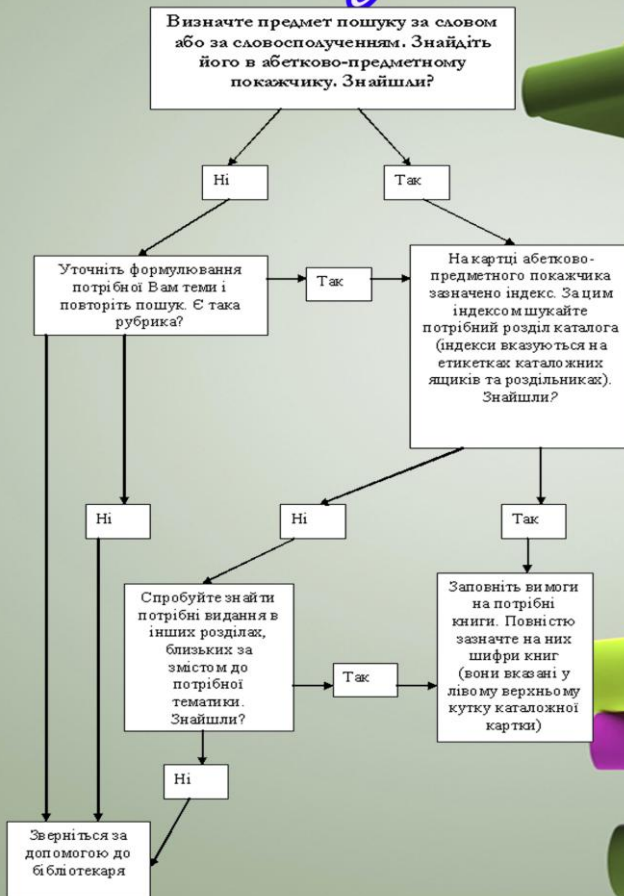 Визначте предмет пошуку за словом
або за словосполученням. Знайдіть
його в абетково-предметному
покажчику. Знайшли?
Ні
Так
Уточніть формулювання
потрібної Вам теми і
повторіть пошук. Є така
рубрика?
Так
На картці абетково-
предметного покажчика
зазначено індекс. За цим
індексом шукайте
потрібний розділ каталога
(індекси вказуються на
етикетках каталожних
ящиків та роздільниках).
Знайшли?
Ні
Ні
Так
Спробуйте знайти
потрібні видання в
інших розділах,
близьких за
змістом до
потрібної
тематики.
Знайшли?
Так
Заповніть вимоги
на потрібні
книги. Повністю
зазначте на них
шифри книг
(вони вказані у
лівому верхньому
кутку каталожної
картки)
Ні
Зверніться за
допомогою до
бібліотекаря